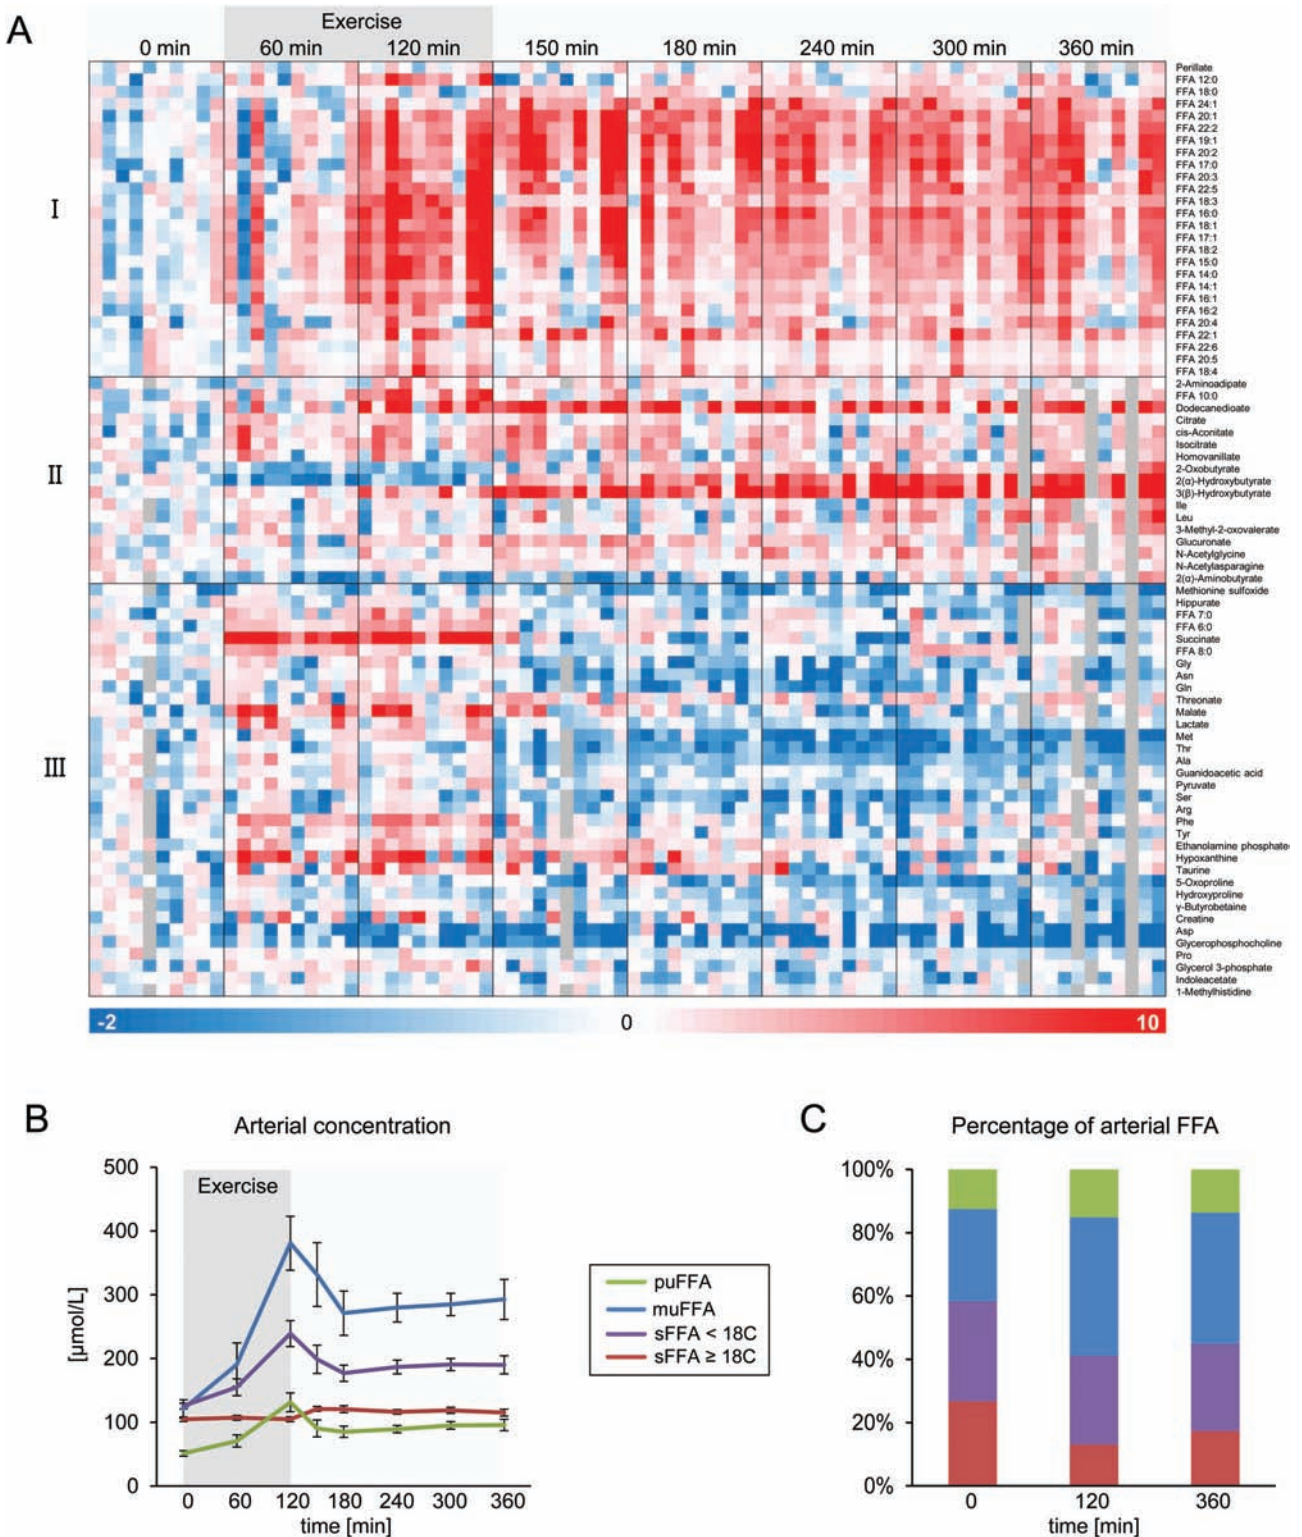 A
Exercise
0 min 60 min 120 min 150 min 180 min 240 min 300 min 360 min
I
II
III
Perillate
FFA 12:0
FFA 18:0
FFA 24:1
FFA 20:1
FFA 22:2
FFA 19:1
FFA 20:2
FFA 17:0
FFA 20:3
FFA 22:5
FFA 18:3
FFA 16:0
FFA 18:1
FFA 17:1
FFA 18:2
FFA 15:0
FFA 14:0
FFA 14:1
FFA 16:1
FFA 16:2
FFA 20:4
FFA 22:1
FFA 22:6
FFA 20:5
FFA 18:4
2-Aminoadipate
FFA 10:0
Dodecanedioate
Citrate
cis-Aconitate
Isocitrate
Homovanillate
2-Oxobutyrate
2(α)-Hydroxybutyrate
3(β)-Hydroxybutyrate
Ile
Leu
3-Methyl-2-oxovalerate
Glucuronate
N-Acetylglycine
N-Acetylasparagine
2(α)-Aminobutyrate
Methionine sulfoxide
Hippurate
FFA 7:0
FFA 6:0
Succinate
FFA 8:0
Gly
Asn
Gln
Threonate
Malate
Lactate
Met
Thr
Ala
Guanidoacetic acid
Pyruvate
Ser
Arg
Phe
Tyr
Ethanolamine phosphate
Hypoxanthine
Taurine
5-Oxoproline
Hydroxyproline
γ-Butyrobetaine
Creatine
Asp
Glycerophosphocholine
Pro
Glycerol 3-phosphate
Indoleacetate
1-Methylhistidine
-2 0 10
B
Arterial concentration
Exercise
[µmol/L]
500
400
300
200
100
0
0 60 120 180 240 300 360
time [min]
puFFA
muFFA
sFFA < 18C
sFFA ≥ 18C
C
Percentage of arterial FFA
100%
80%
60%
40%
20%
0%
0 120 360
time [min]